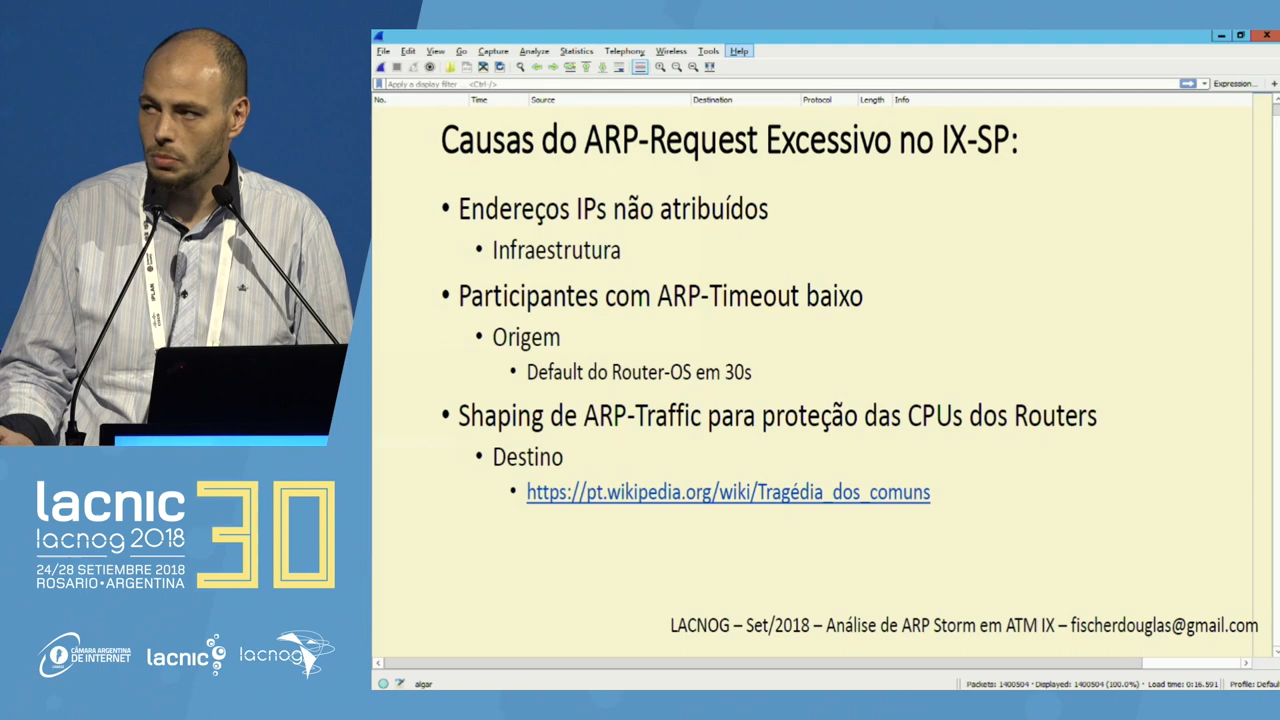 File Edit View Go Capture Analyze Statistics Telephony Wireless Tools Help
Apply a display filter ... <Ctrl-/>
Expression...
No. Time Source Destination Protocol Length Info
Causas do ARP-Request Excessivo no IX-SP:
• Endereços IPs não atribuídos
• Infraestrutura
• Participantes com ARP-Timeout baixo
• Origem
• Default do Router-OS em 30s
• Shaping de ARP-Traffic para proteção das CPUs dos Routers
• Destino
• https://pt.wikipedia.org/wiki/Tragédia_dos_comuns
LACNOG – Set/2018 – Análise de ARP Storm em ATM IX – fischerdouglas@gmail.com
algar
Packets: 1400504 · Displayed: 1400504 (100.0%) · Load time: 0:16.591
Profile: Defau
IPLAN
lacnic 30
lacnog 2018
24/28 SETIEMBRE 2018
ROSARIO • ARGENTINA
CÁMARA ARGENTINA
DE INTERNET
lacnic
lacnog